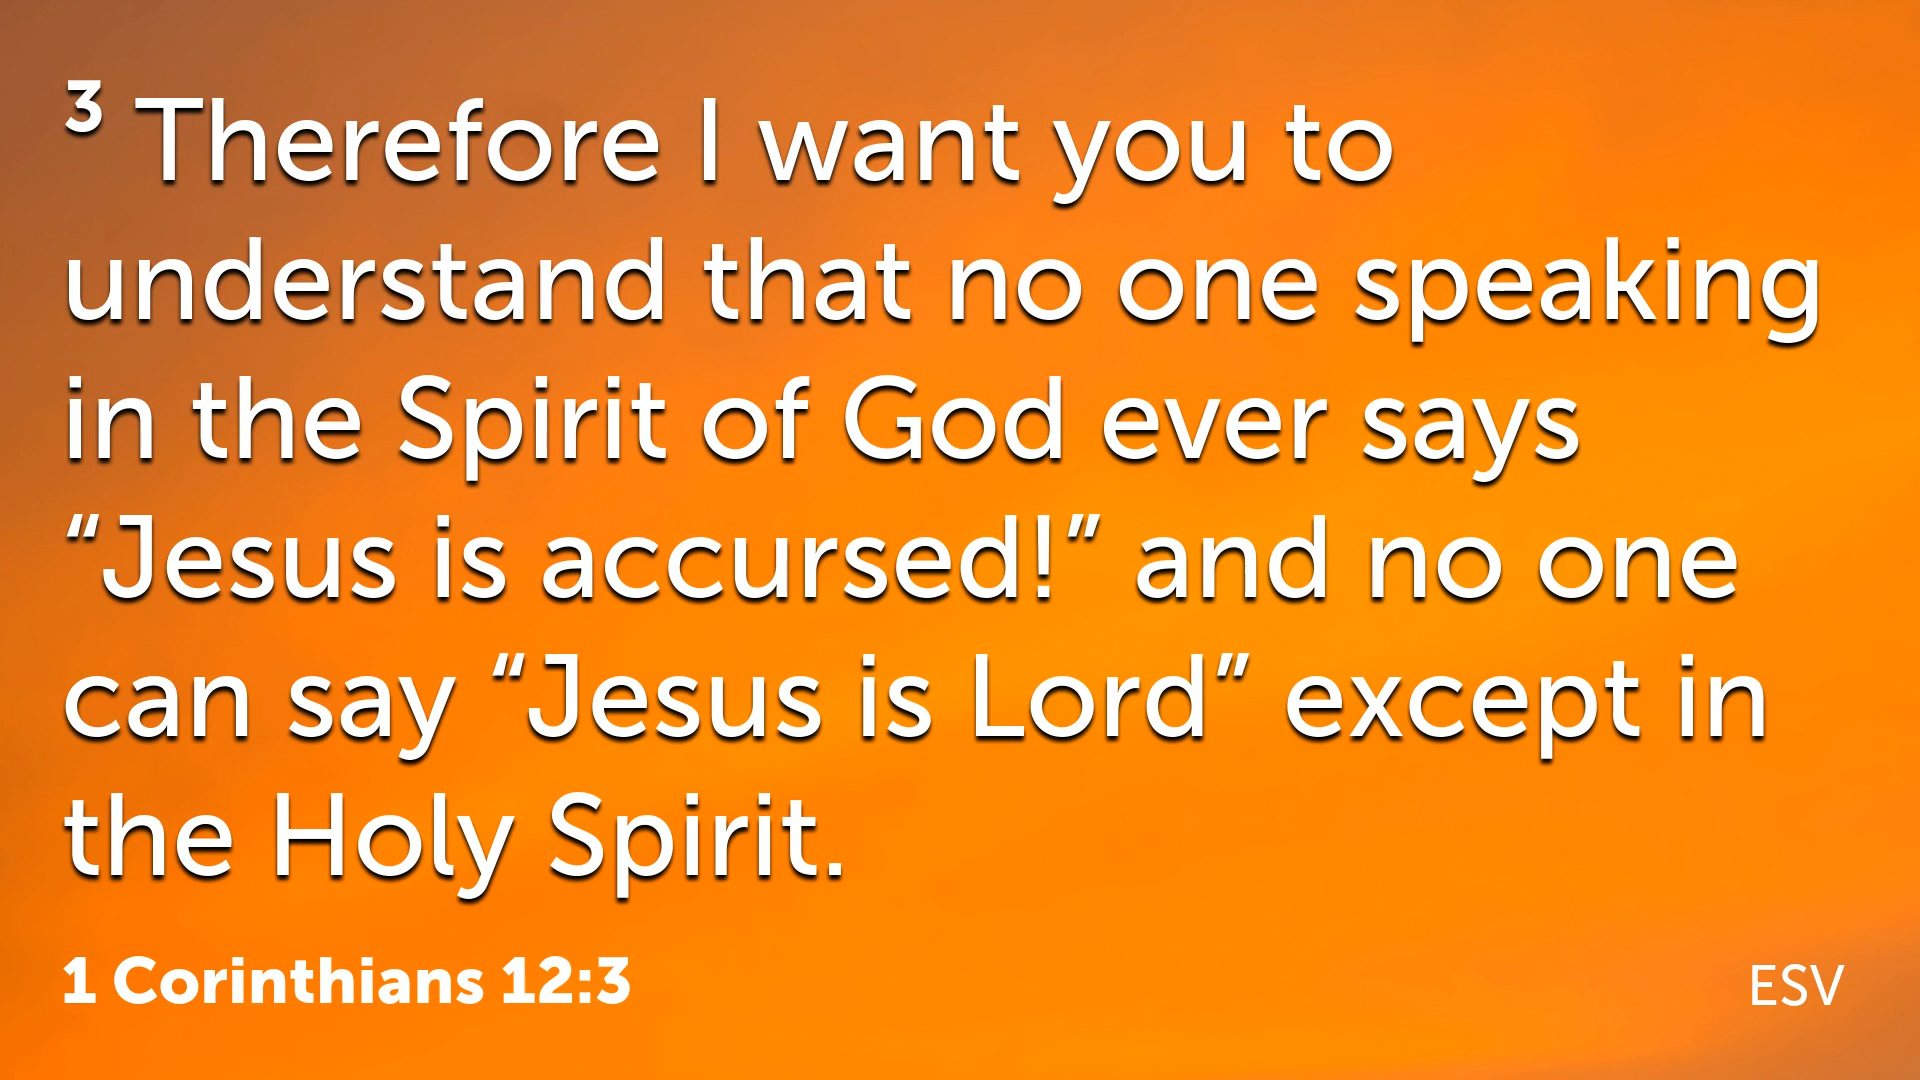 3 Therefore I want you to
understand that no one speaking
in the Spirit of God ever says
“Jesus is accursed!” and no one
can say “Jesus is Lord” except in
the Holy Spirit.
1 Corinthians 12:3
ESV